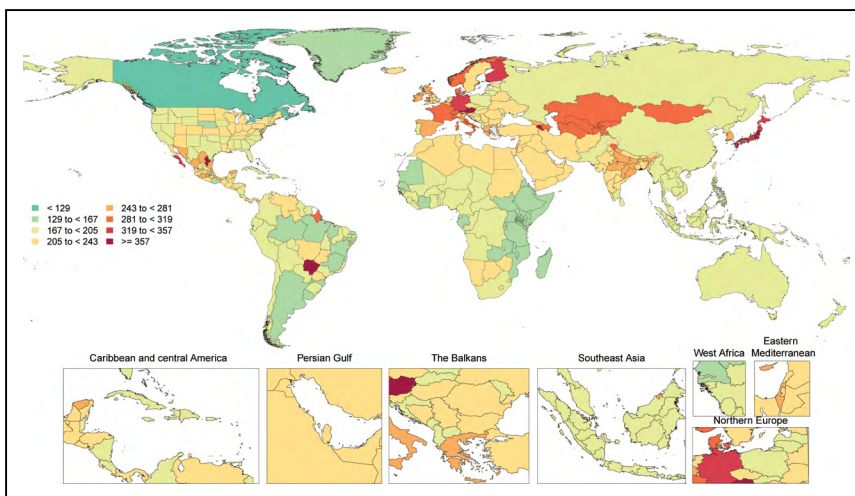 < 129
129 to < 167
167 to < 205
205 to < 243
243 to < 281
281 to < 319
319 to < 357
>= 357
Caribbean and central America
Persian Gulf
The Balkans
Southeast Asia
West Africa
Eastern
Mediterranean
Northern Europe